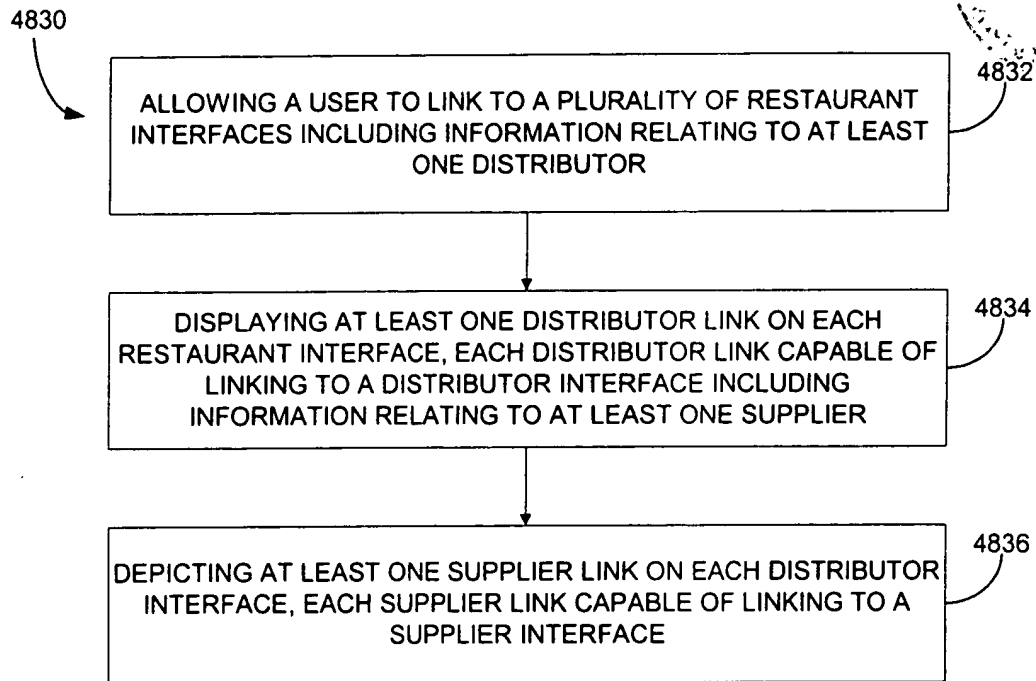 4830
4832
ALLOWING A USER TO LINK TO A PLURALITY OF RESTAURANT
INTERFACES INCLUDING INFORMATION RELATING TO AT LEAST
ONE DISTRIBUTOR
4834
DISPLAYING AT LEAST ONE DISTRIBUTOR LINK ON EACH
RESTAURANT INTERFACE, EACH DISTRIBUTOR LINK CAPABLE OF
LINKING TO A DISTRIBUTOR INTERFACE INCLUDING
INFORMATION RELATING TO AT LEAST ONE SUPPLIER
4836
DEPICTING AT LEAST ONE SUPPLIER LINK ON EACH DISTRIBUTOR
INTERFACE, EACH SUPPLIER LINK CAPABLE OF LINKING TO A
SUPPLIER INTERFACE